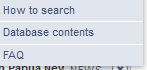 How to search
Database contents
FAQ